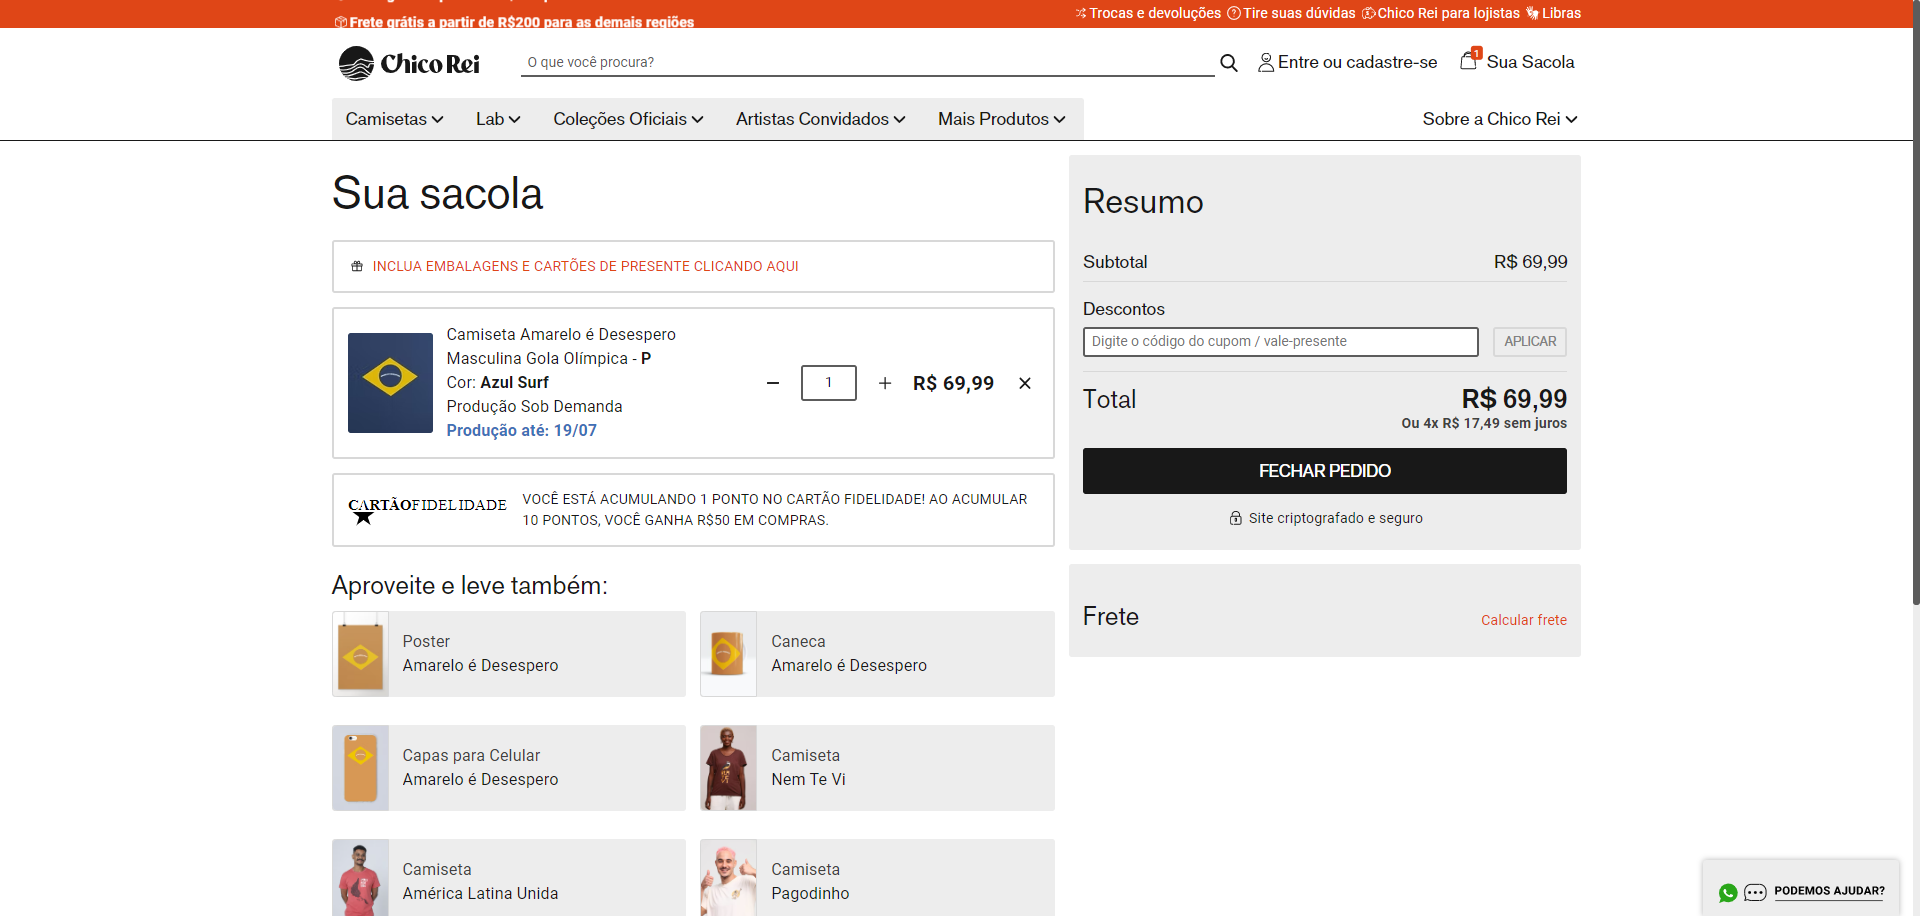 Frete grátis a partir de R$200 para as demais regiões
Trocas e devoluções Tire suas dúvidas Chico Rei para lojistas Libras
Chico Rei
O que você procura?
Entre ou cadastre-se
1
Sua Sacola
Camisetas Lab Coleções Oficiais Artistas Convidados Mais Produtos
Sobre a Chico Rei
Sua sacola
INCLUA EMBALAGENS E CARTÕES DE PRESENTE CLICANDO AQUI
Camiseta Amarelo é Desespero
Masculina Gola Olímpica - P
Cor: Azul Surf
Produção Sob Demanda
Produção até: 19/07
− 1 + R$ 69,99 ×
CARTÃOFIDELIDADE
VOCÊ ESTÁ ACUMULANDO 1 PONTO NO CARTÃO FIDELIDADE! AO ACUMULAR
10 PONTOS, VOCÊ GANHA R$50 EM COMPRAS.
Aproveite e leve também:
Poster
Amarelo é Desespero
Caneca
Amarelo é Desespero
Capas para Celular
Amarelo é Desespero
Camiseta
Nem Te Vi
Camiseta
América Latina Unida
Camiseta
Pagodinho
Resumo
Subtotal R$ 69,99
Descontos
Digite o código do cupom / vale-presente
APLICAR
Total R$ 69,99
Ou 4x R$ 17,49 sem juros
FECHAR PEDIDO
Site criptografado e seguro
Frete Calcular frete
PODEMOS AJUDAR?